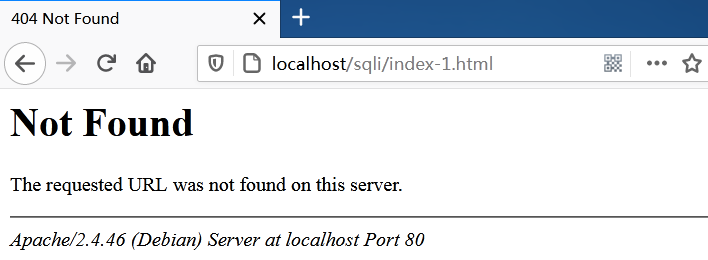 404 Not Found
localhost/sqli/index-1.html
Not Found
The requested URL was not found on this server.
Apache/2.4.46 (Debian) Server at localhost Port 80